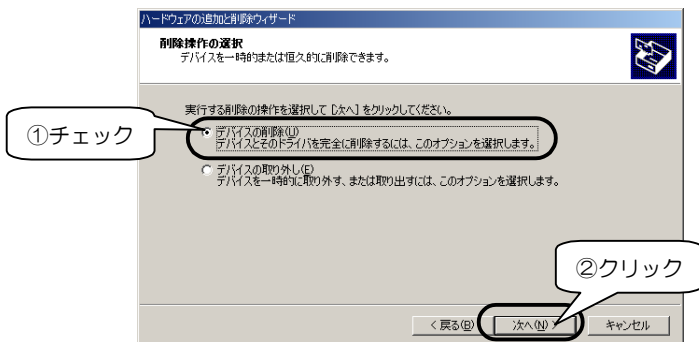 ハードウェアの追加と削除ウィザード
削除操作の選択
デバイスを一時的または恒久的に削除できます。
実行する削除の操作を選択して [次へ] をクリックしてください。
①チェック
デバイスの削除(U)
デバイスとそのドライバを完全に削除するには、このオプションを選択します。
デバイスの取り外し(E)
デバイスを一時的に取り外す、または取り出すには、このオプションを選択します。
②クリック
< 戻る(B)
次へ(N) >
キャンセル